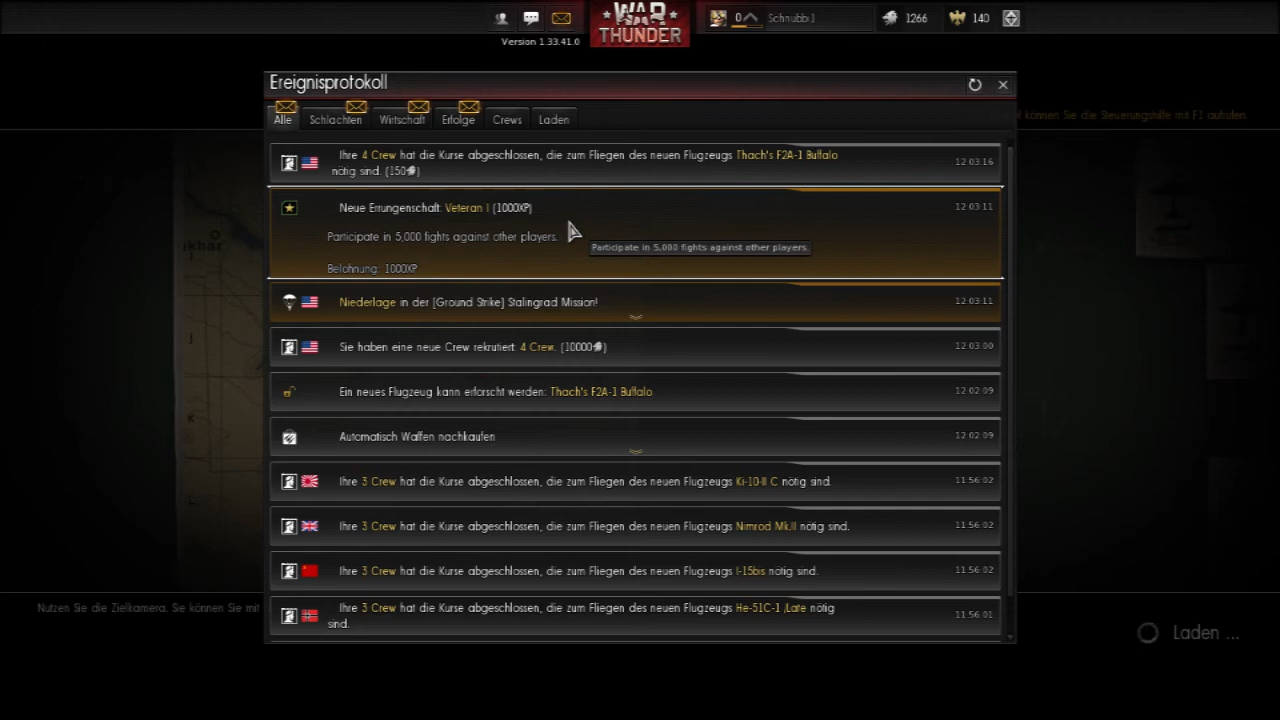 WAR
THUNDER
0
Schnubbi1
1266
140
Version 1.33.41.0
Ereignisprotokoll
Alle
Schlachten
Wirtschaft
Erfolge
Crews
Laden
können Sie die Steuerungshilfe mit F1 aufrufen.
Ihre 4 Crew hat die Kurse abgeschlossen, die zum Fliegen des neuen Flugzeugs Thach's F2A-1 Buffalo
nötig sind. (150)
12:03:16
Neue Errungenschaft: Veteran I (1000XP)
12:03:11
Participate in 5,000 fights against other players.
Participate in 5,000 fights against other players.
Belohnung: 1000XP
Niederlage in der [Ground Strike] Stalingrad Mission!
12:03:11
Sie haben eine neue Crew rekrutiert: 4 Crew. (10000)
12:03:00
Ein neues Flugzeug kann erforscht werden: Thach's F2A-1 Buffalo
12:02:09
Automatisch Waffen nachkaufen
12:02:09
Ihre 3 Crew hat die Kurse abgeschlossen, die zum Fliegen des neuen Flugzeugs Ki-10-II C nötig sind.
11:56:02
Ihre 3 Crew hat die Kurse abgeschlossen, die zum Fliegen des neuen Flugzeugs Nimrod Mk.II nötig sind.
11:56:02
Ihre 3 Crew hat die Kurse abgeschlossen, die zum Fliegen des neuen Flugzeugs I-15bis nötig sind.
11:56:02
Ihre 3 Crew hat die Kurse abgeschlossen, die zum Fliegen des neuen Flugzeugs He-51C-1 /Late nötig
sind.
11:56:01
Nutzen Sie die Zielkamera. Sie können Sie mit
Laden ...